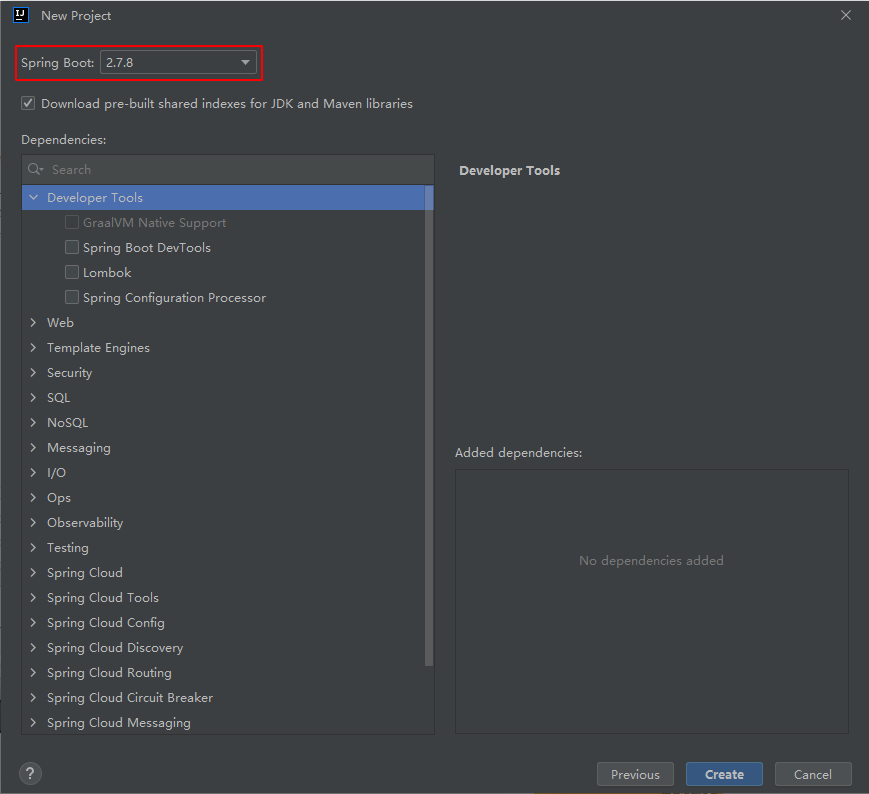 IJ New Project
Spring Boot: 2.7.8
Download pre-built shared indexes for JDK and Maven libraries
Dependencies:
Search
Developer Tools
GraalVM Native Support
Spring Boot DevTools
Lombok
Spring Configuration Processor
Web
Template Engines
Security
SQL
NoSQL
Messaging
I/O
Ops
Observability
Testing
Spring Cloud
Spring Cloud Tools
Spring Cloud Config
Spring Cloud Discovery
Spring Cloud Routing
Spring Cloud Circuit Breaker
Spring Cloud Messaging
Developer Tools
Added dependencies:
No dependencies added
? Previous Create Cancel